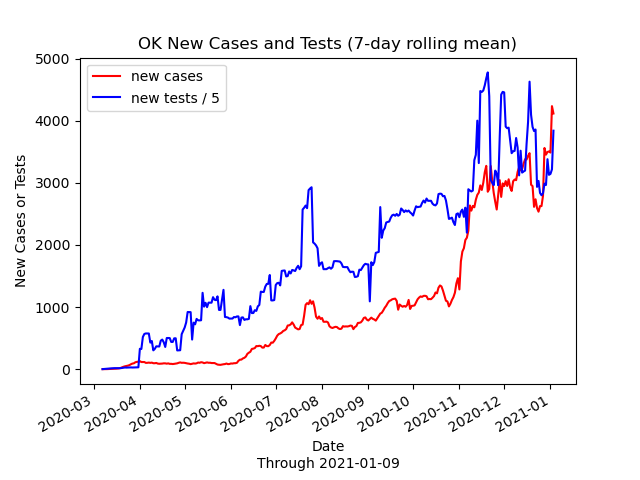 OK New Cases and Tests (7-day rolling mean)
new cases
new tests / 5
New Cases or Tests
5000
4000
3000
2000
1000
0
2020-03
2020-04
2020-05
2020-06
2020-07
2020-08
2020-09
2020-10
2020-11
2020-12
2021-01
Date
Through 2021-01-09